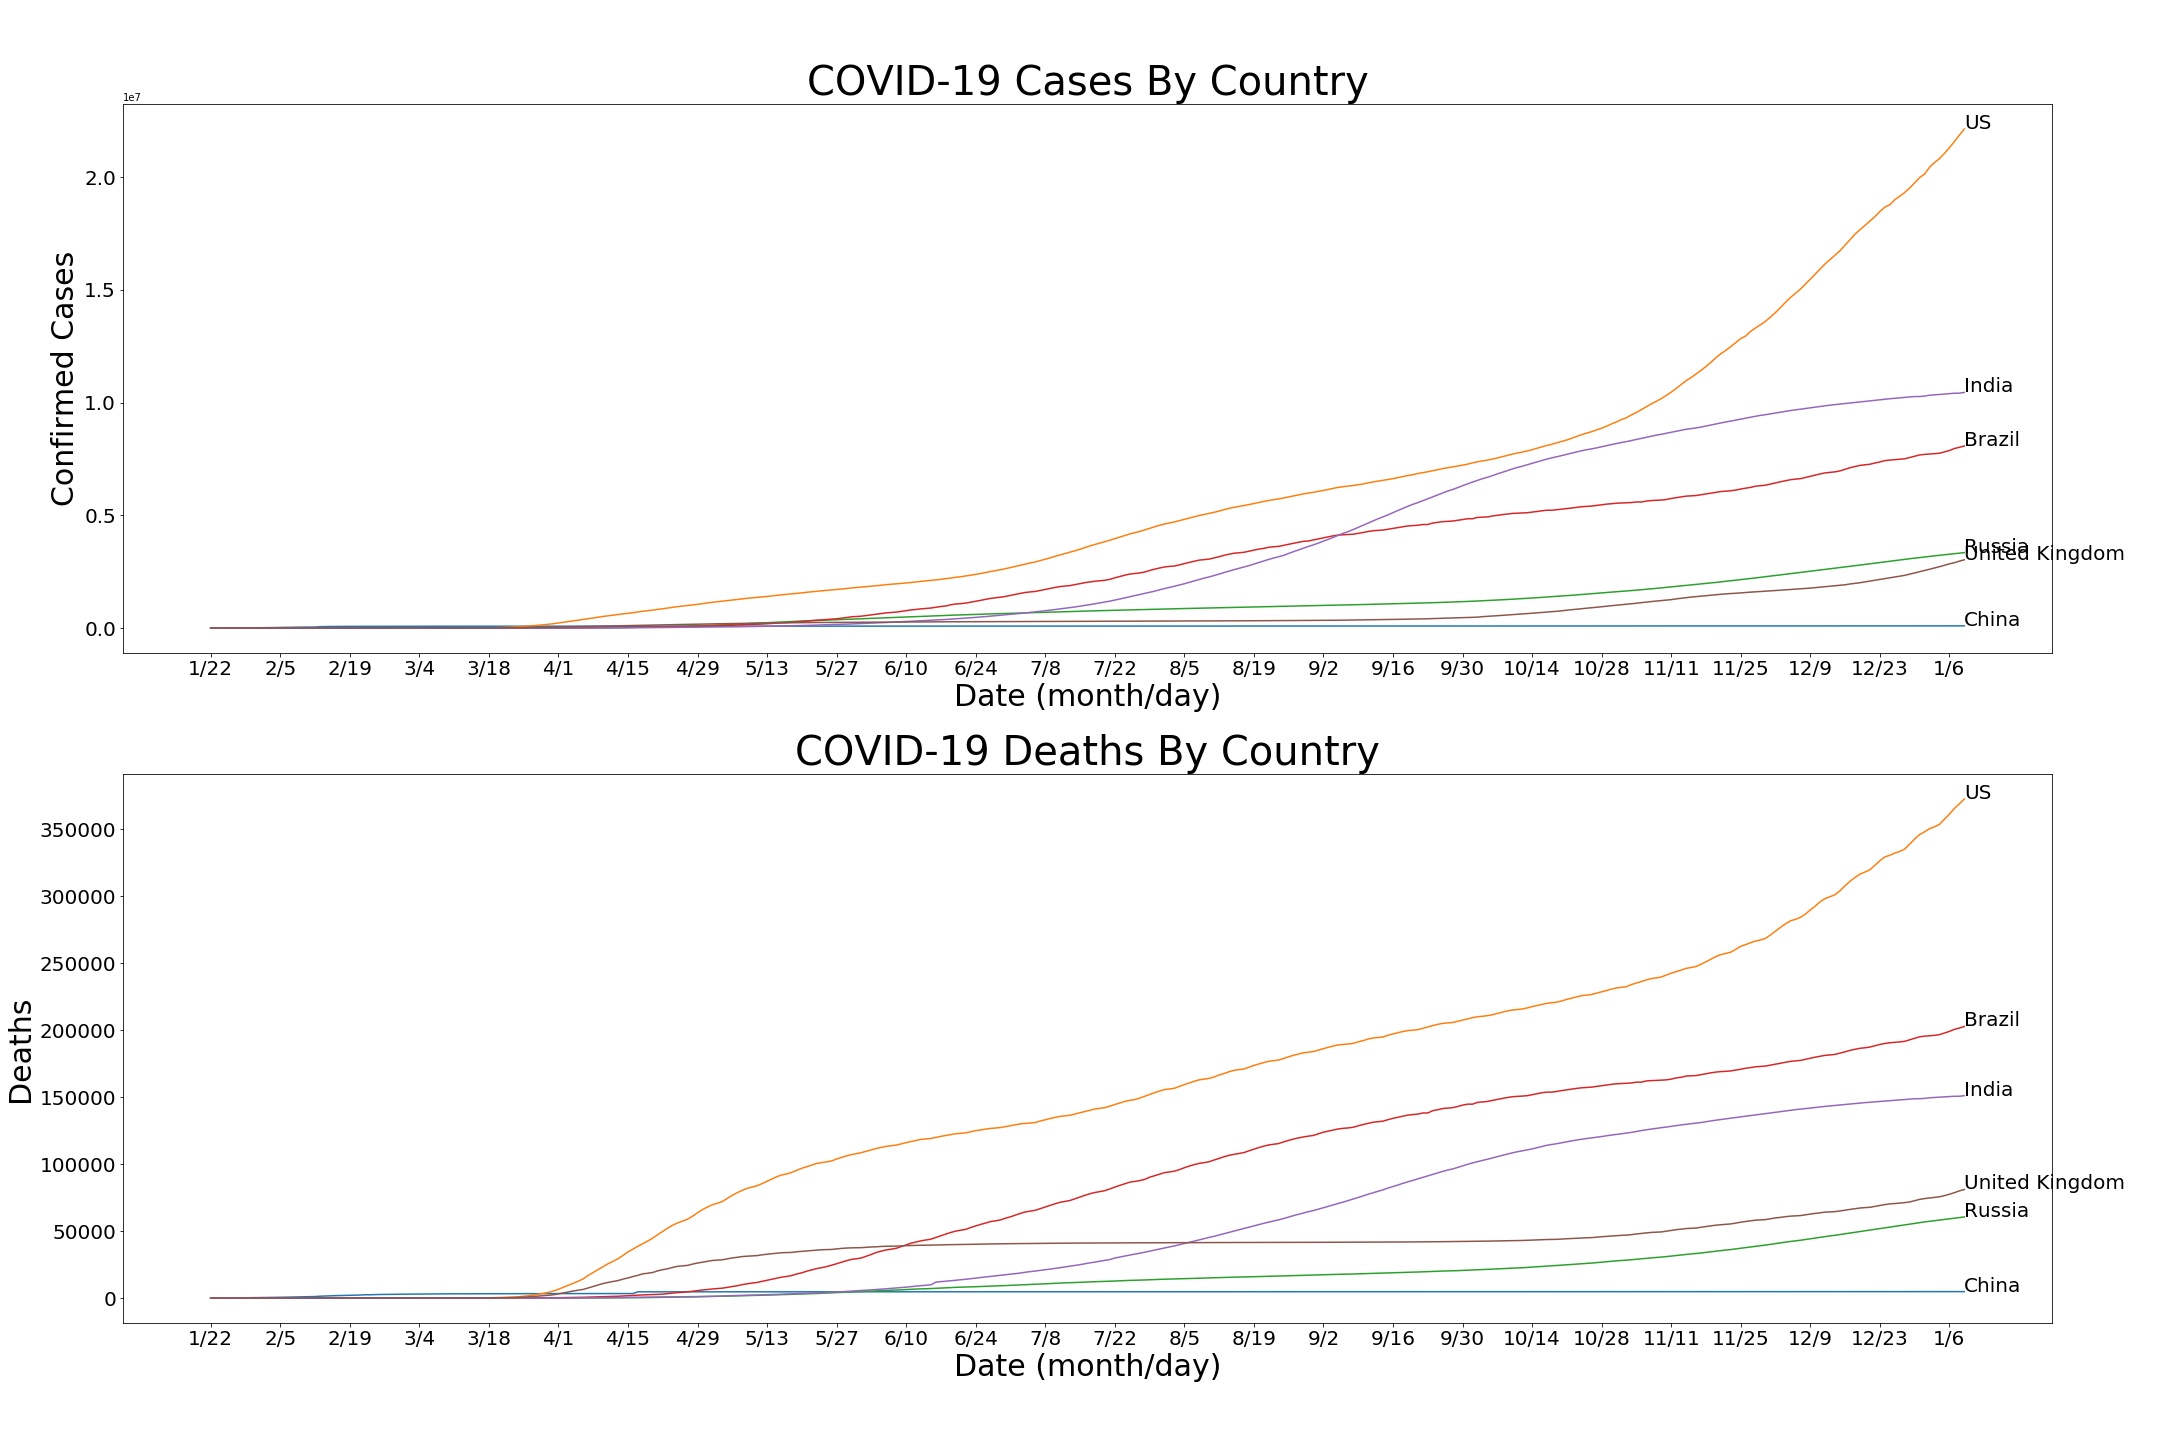 COVID-19 Cases By Country
1e7
US
2.0
1.5
Confirmed Cases
India
1.0
Brazil
0.5
Russia
United Kingdom
China
0.0
1/22 2/5 2/19 3/4 3/18 4/1 4/15 4/29 5/13 5/27 6/10 6/24 7/8 7/22 8/5 8/19 9/2 9/16 9/30 10/14 10/28 11/11 11/25 12/9 12/23 1/6
Date (month/day)
COVID-19 Deaths By Country
US
350000
300000
250000
Deaths
Brazil
200000
India
150000
100000
United Kingdom
Russia
50000
China
0
1/22 2/5 2/19 3/4 3/18 4/1 4/15 4/29 5/13 5/27 6/10 6/24 7/8 7/22 8/5 8/19 9/2 9/16 9/30 10/14 10/28 11/11 11/25 12/9 12/23 1/6
Date (month/day)